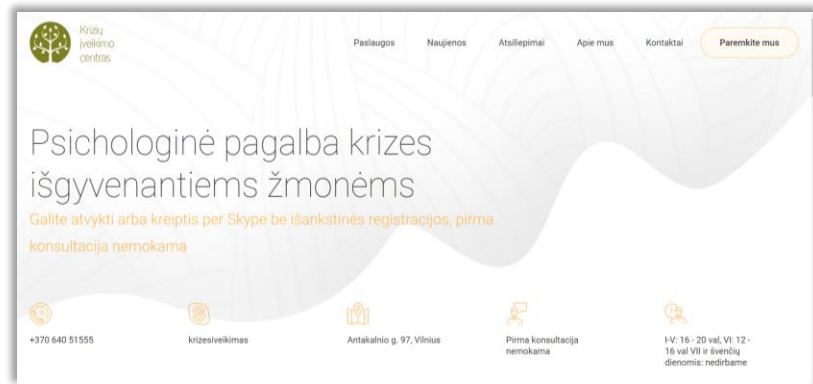 Krizių
įveikimo
centras
Paslaugos Naujienos Atsiliepimai Apie mus Kontaktai Paremkite mus
Psichologinė pagalba krizes
išgyvenantiems žmonėms
Galite atvykti arba kreiptis per Skype be išankstinės registracijos, pirma
konsultacija nemokama
+370 640 51555
krizesiveikimas
Antakalnio g. 97, Vilnius
Pirma konsultacija
nemokama
I-V: 16 - 20 val, VI: 12 -
16 val VII ir švenčių
dienomis: nedirbame